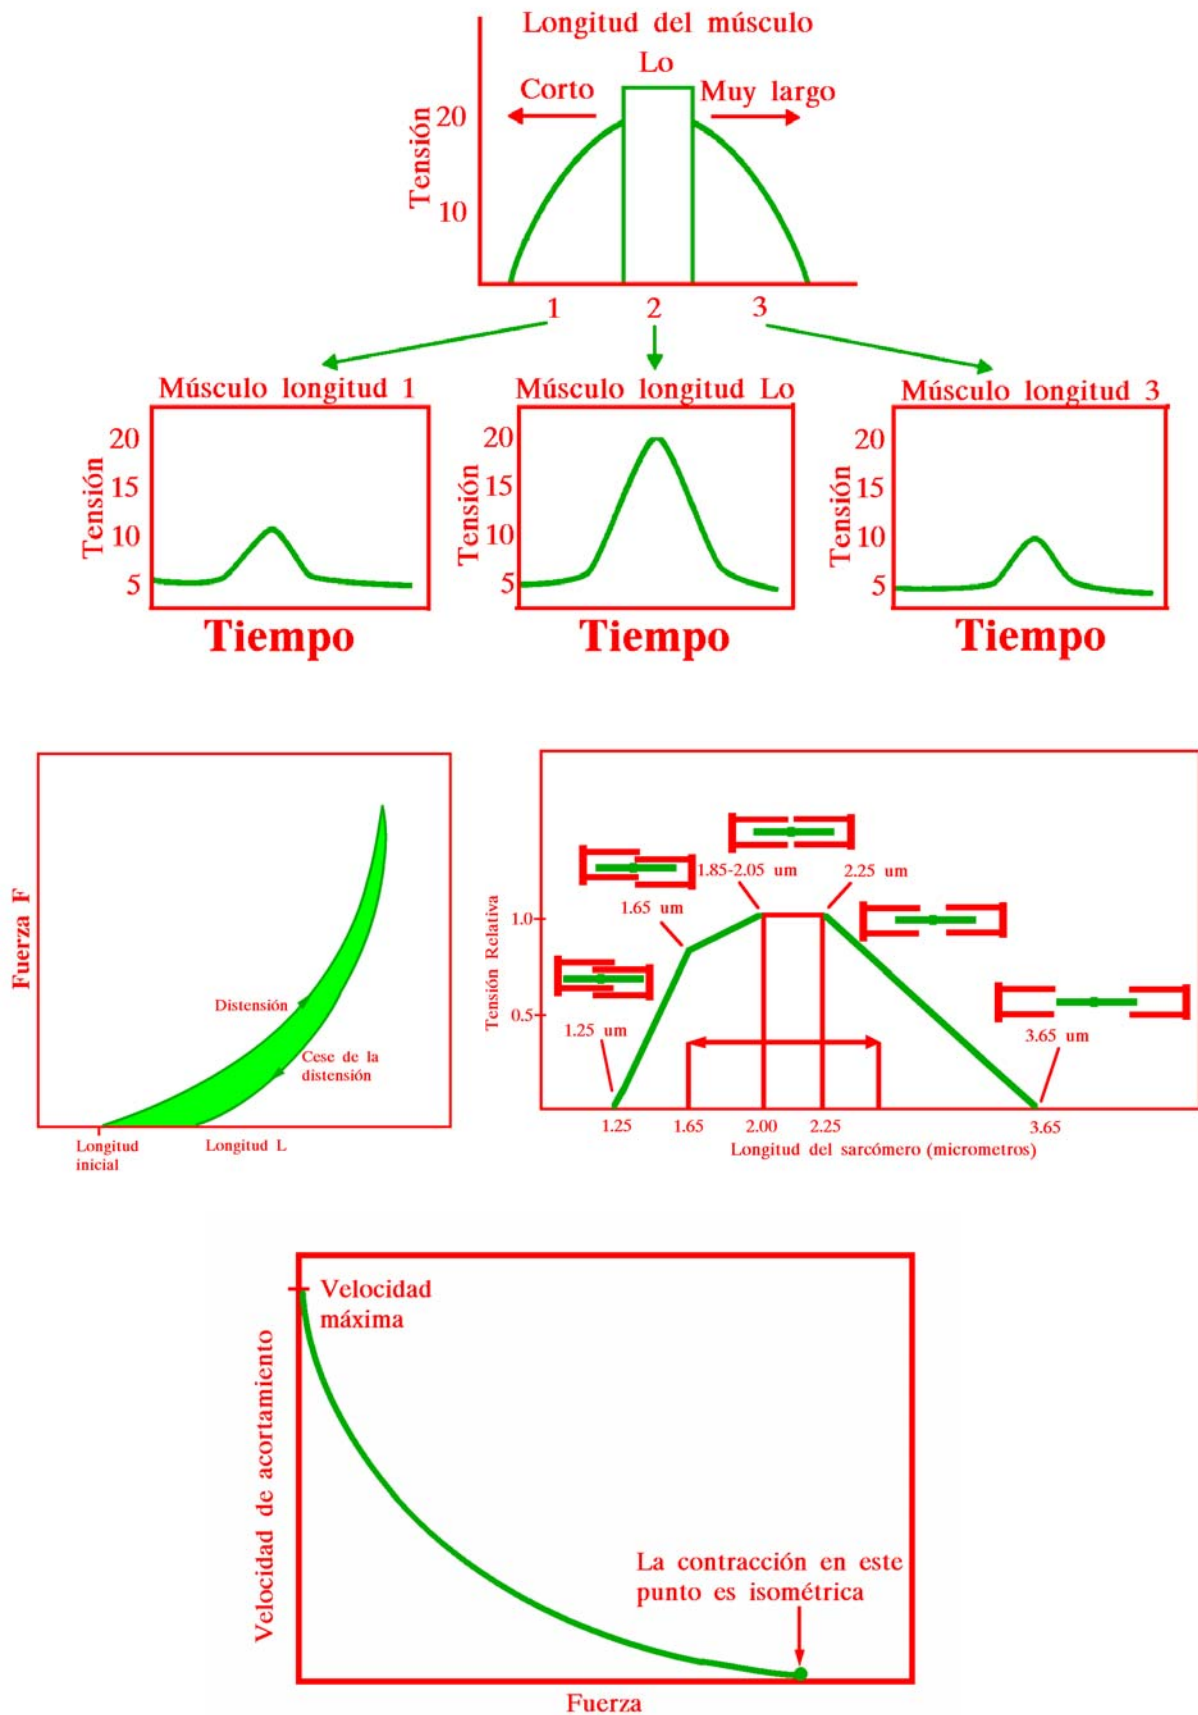 Longitud del músculo
Lo
Corto
Muy largo
Tensión
20
10
1
2
3
Músculo longitud 1
Tensión
20
15
10
5
Tiempo
Músculo longitud Lo
Tensión
20
15
10
5
Tiempo
Músculo longitud 3
Tensión
20
15
10
5
Tiempo
Fuerza F
Distensión
Cese de la
distensión
Longitud
inicial
Longitud L
Tensión Relativa
1.0
0.5
1.85-2.05 um
2.25 um
1.65 um
1.25 um
3.65 um
1.25
1.65
2.00
2.25
3.65
Longitud del sarcómero (micrometros)
Velocidad
máxima
Velocidad de acortamiento
La contracción en este
punto es isométrica
Fuerza